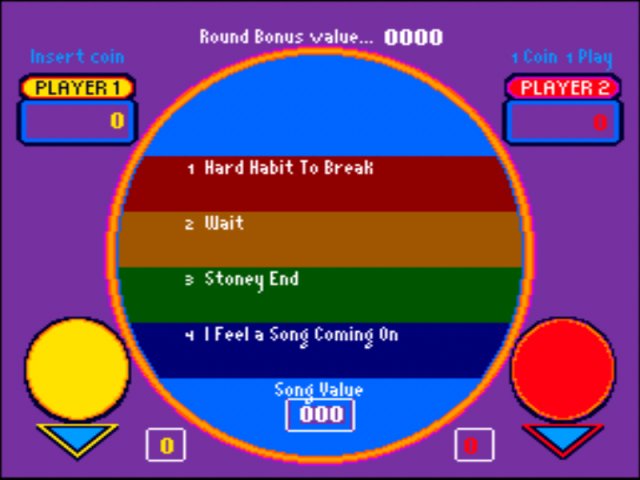 Round Bonus value... 0000
Insert coin
1 Coin 1 Play
PLAYER 1
PLAYER 2
0
0
1 Hard Habit To Break
2 Wait
3 Stoney End
4 I Feel a Song Coming On
Song Value
000
0
0